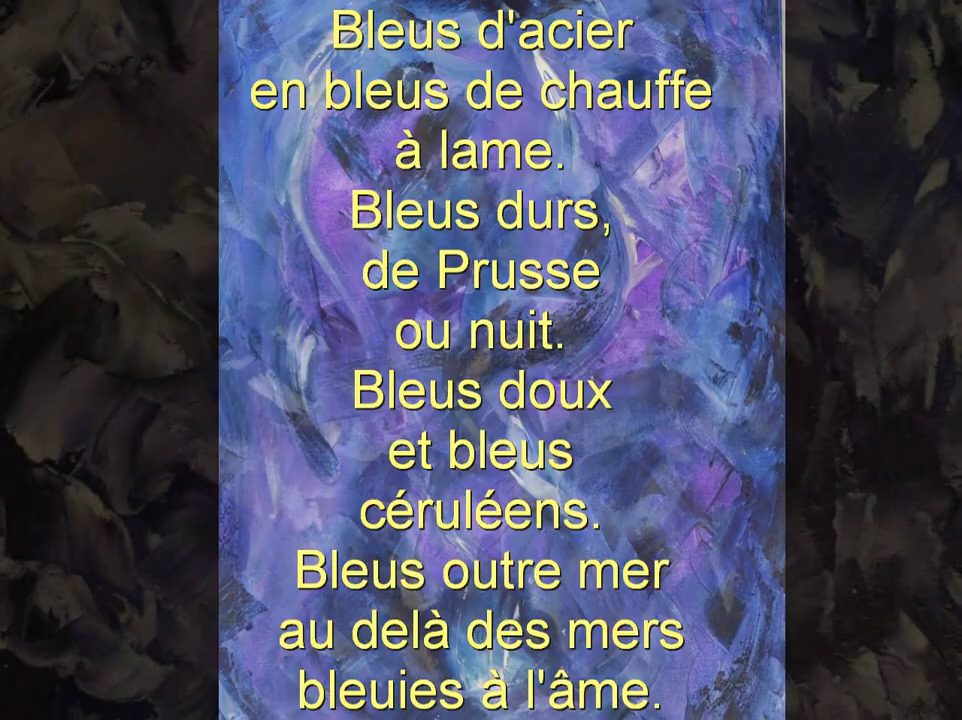 Bleus d'acier
en bleus de chauffe
à lame.
Bleus durs,
de Prusse
ou nuit.
Bleus doux
et bleus
céruléens.
Bleus outre mer
au delà des mers
bleuies à l'âme.